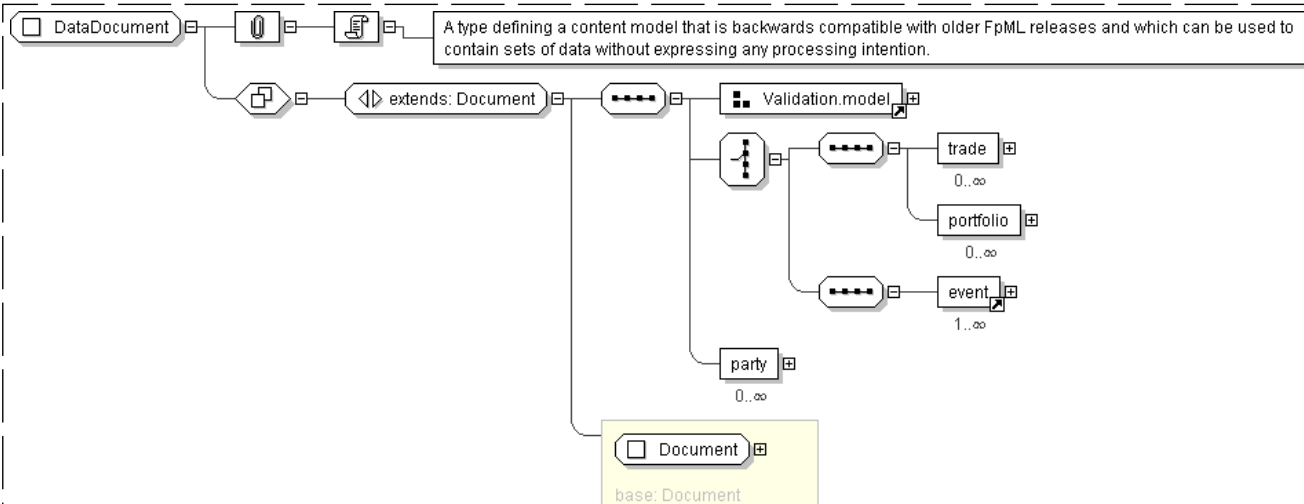 DataDocument
A type defining a content model that is backwards compatible with older FpML releases and which can be used to
contain sets of data without expressing any processing intention.
extends: Document
Validation.model
trade
0..∞
portfolio
0..∞
event
1..∞
party
0..∞
Document
base: Document